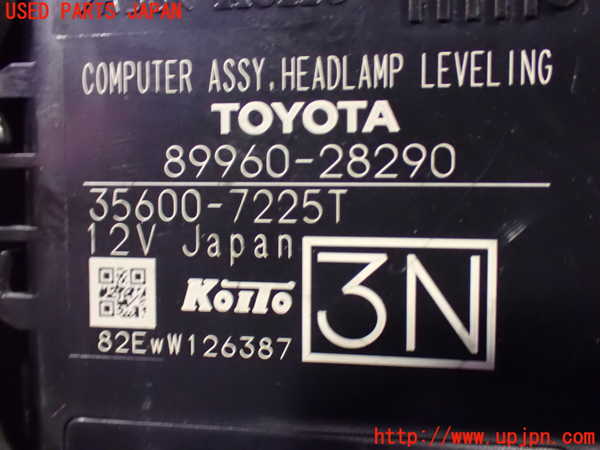 USED PARTS JAPAN
COMPUTER ASSY,HEADLAMP LEVELING
TOYOTA
89960-28290
35600-7225T
12V Japan
KOITO
3N
82EwW126387
http://www.upjpn.com/